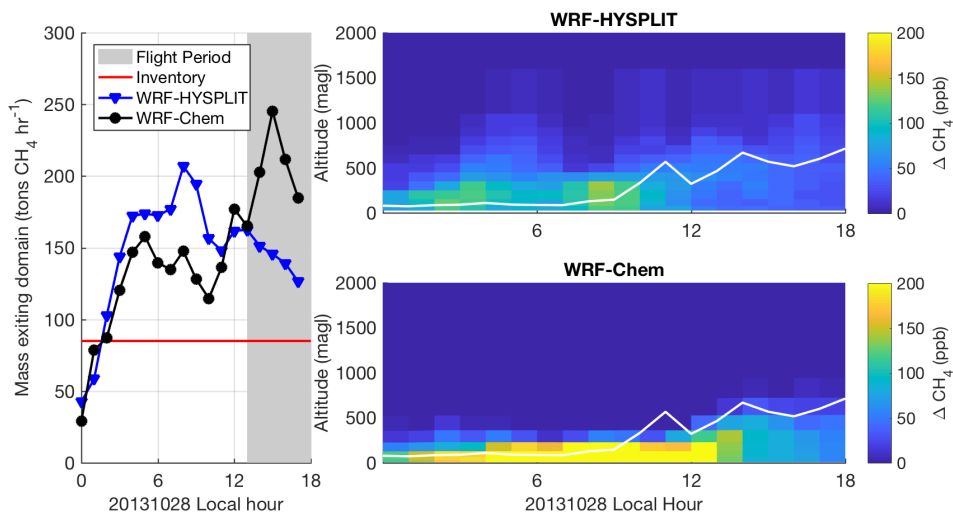 Mass exiting domain (tons CH4 hr-1)
300
250
200
150
100
50
0
Flight Period
Inventory
WRF-HYSPLIT
WRF-Chem
0
6
12
18
20131028 Local hour
WRF-HYSPLIT
Altitude (magl)
2000
1500
1000
500
0
6
12
18
200
150
100
50
0
Δ CH4 (ppb)
WRF-Chem
Altitude (magl)
2000
1500
1000
500
0
6
12
18
20131028 Local Hour
200
150
100
50
0
Δ CH4 (ppb)